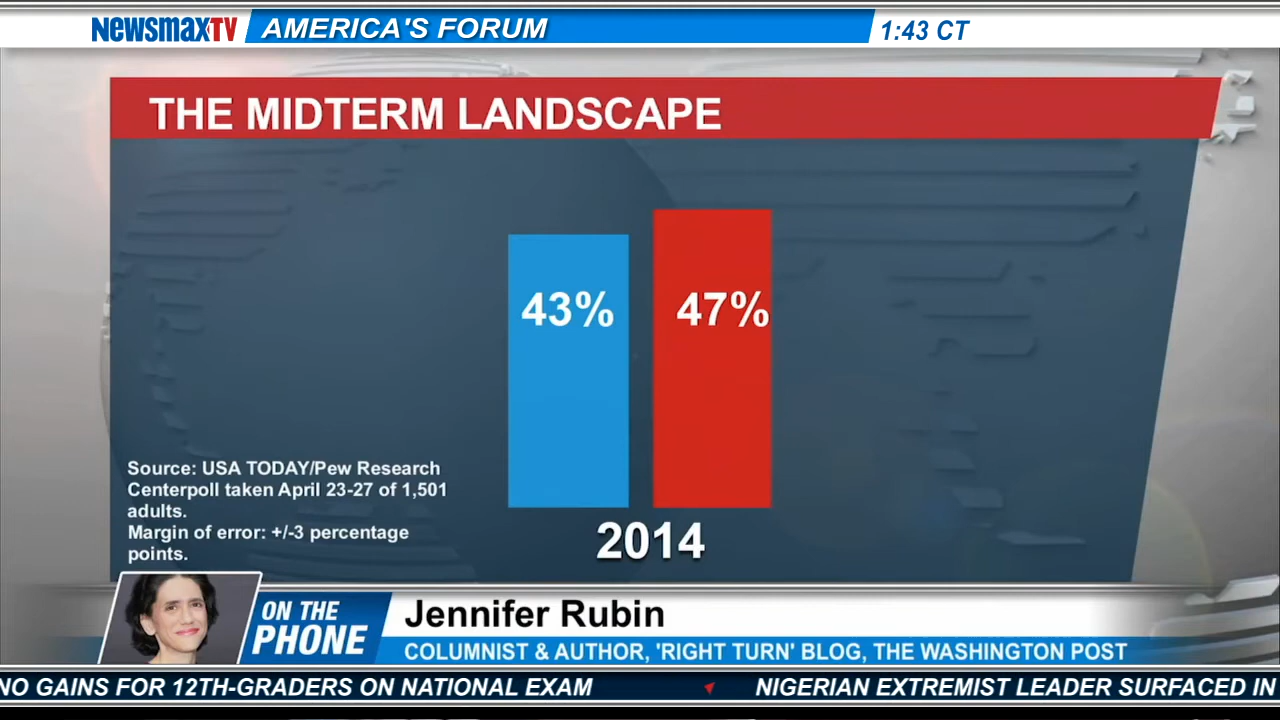 NEWSMAXTV AMERICA'S FORUM 1:43 CT
THE MIDTERM LANDSCAPE
43% 47%
2014
Source: USA TODAY/Pew Research
Centerpoll taken April 23-27 of 1,501
adults.
Margin of error: +/-3 percentage
points.
ON THE
PHONE
Jennifer Rubin
COLUMNIST & AUTHOR, 'RIGHT TURN' BLOG, THE WASHINGTON POST
NO GAINS FOR 12TH-GRADERS ON NATIONAL EXAM NIGERIAN EXTREMIST LEADER SURFACED IN